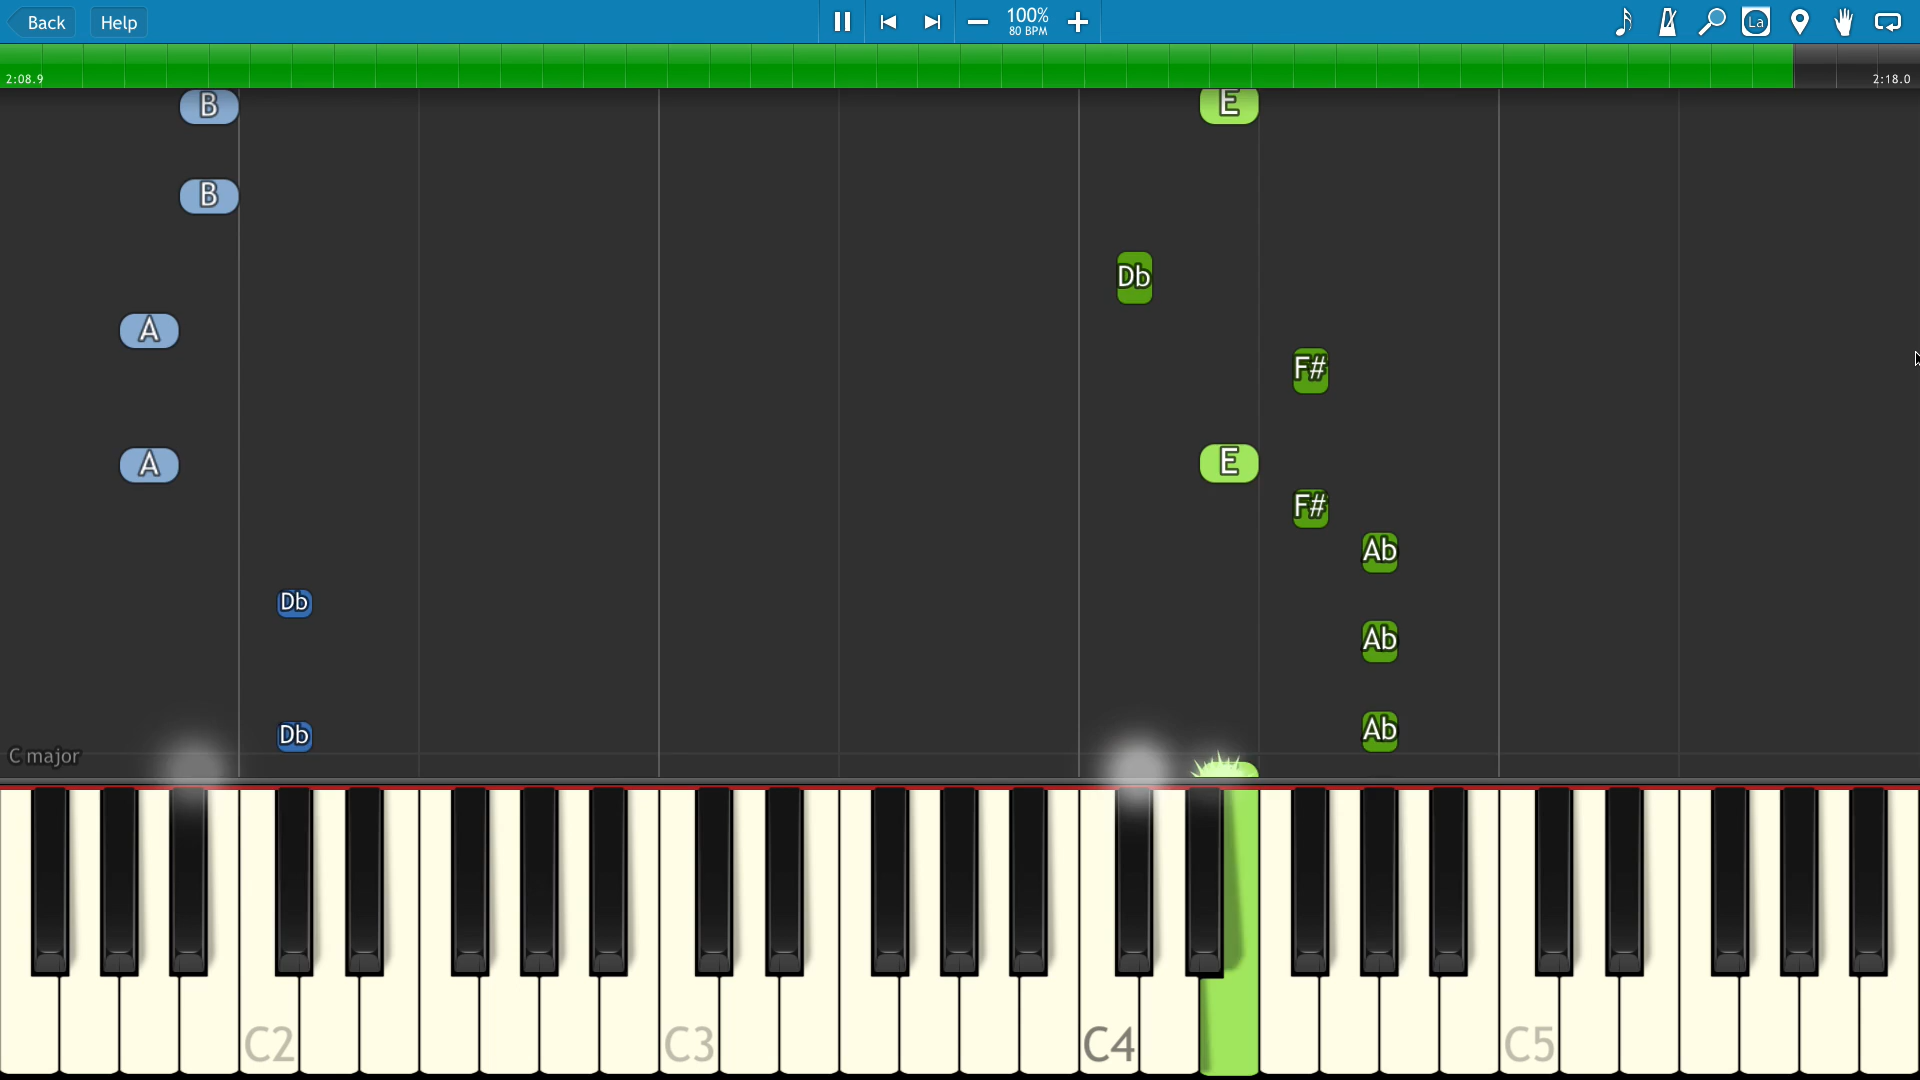 Back
Help
100%
80 BPM
La
2:08.9
2:18.0
B
E
B
Db
A
F#
A
E
F#
Ab
Db
Ab
Db
Ab
C major
C2
C3
C4
C5